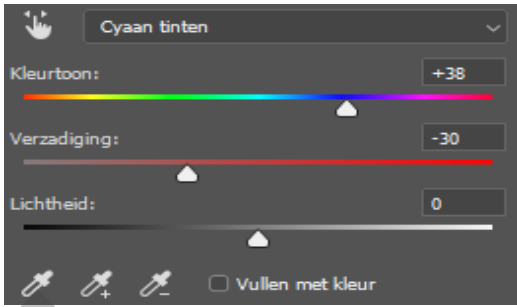 Cyaan tinten
Kleurtoon: +38
Verzadiging: -30
Lichtheid: 0
Vullen met kleur